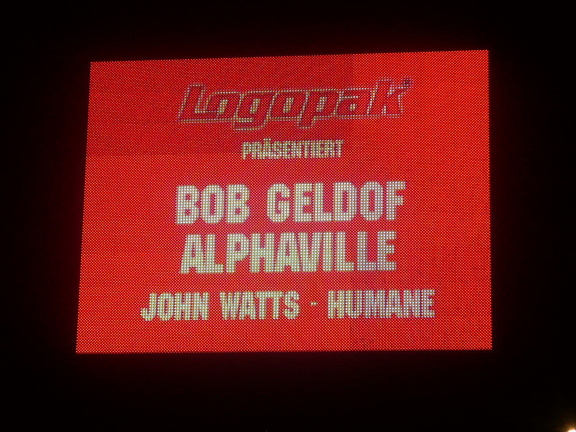 Logopak
PRÄSENTIERT
BOB GELDOF
ALPHAVILLE
JOHN WATTS - HUMANE